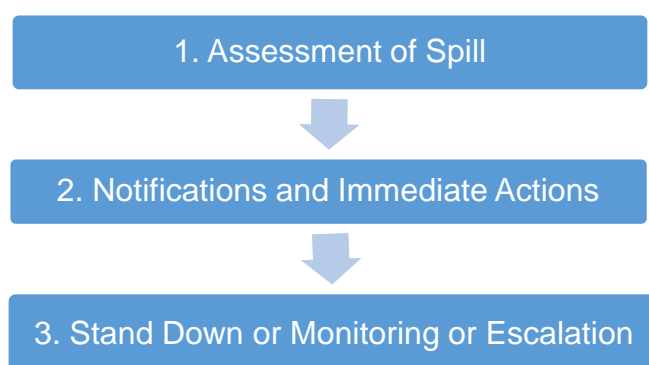 1. Assessment of Spill
2. Notifications and Immediate Actions
3. Stand Down or Monitoring or Escalation